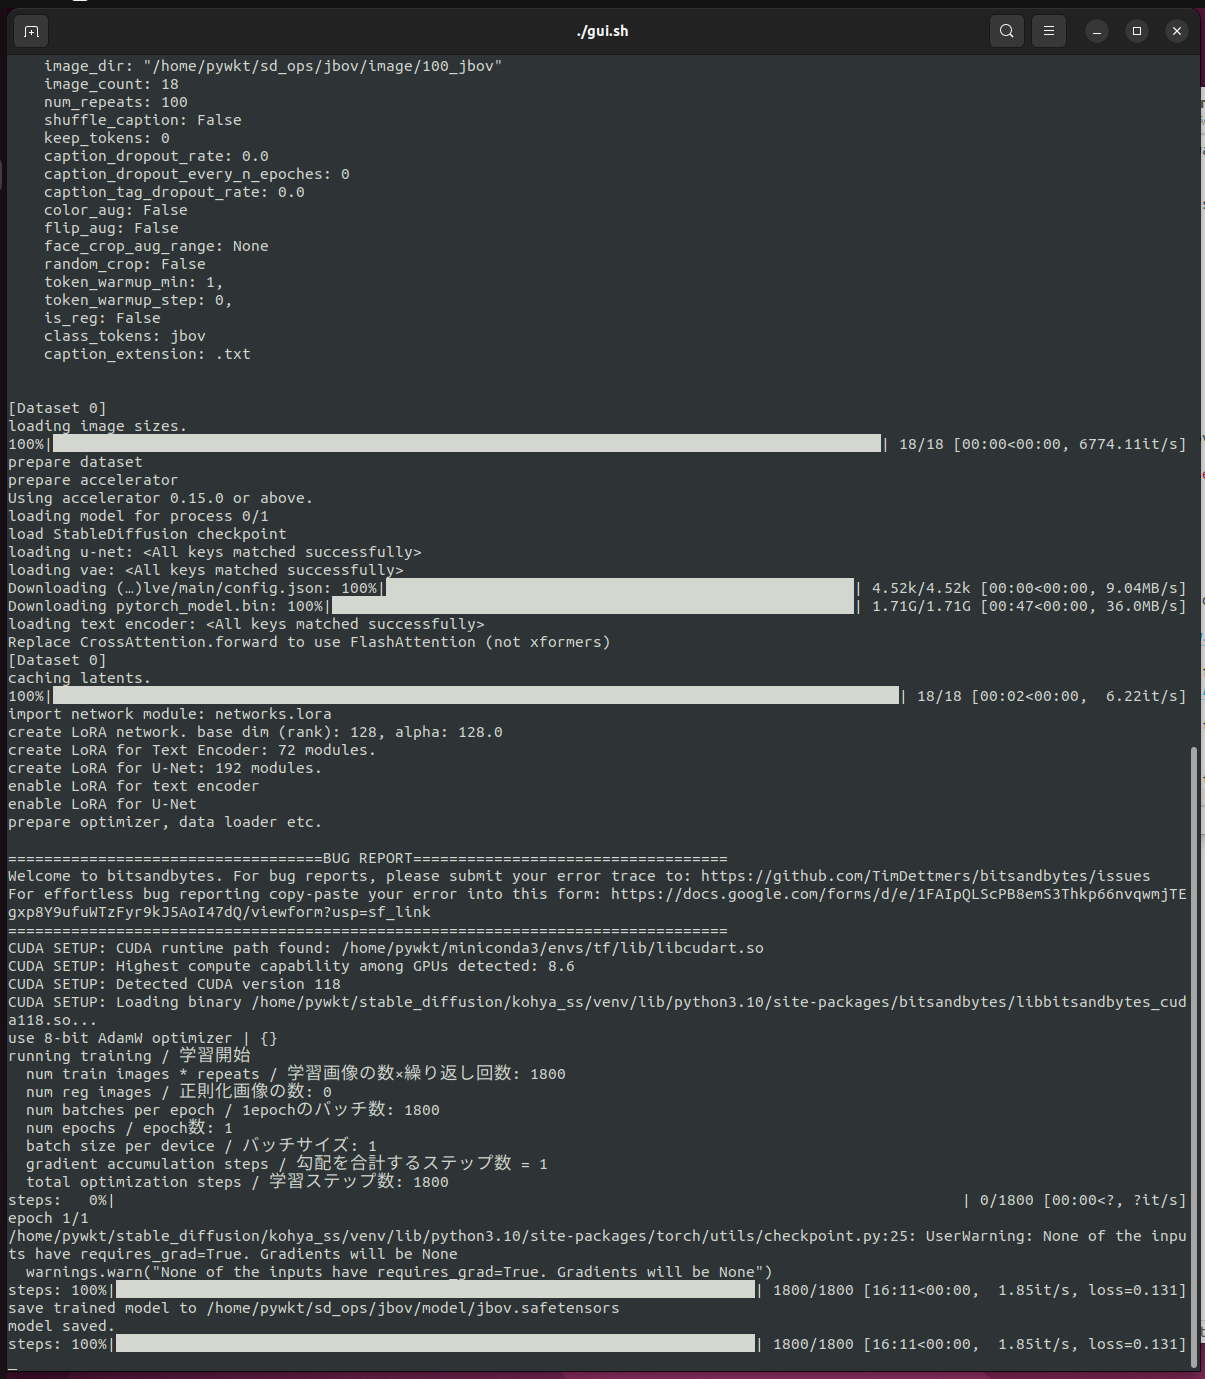 ./gui.sh
image_dir: "/home/pywkt/sd_ops/jbov/image/100_jbov"
image_count: 18
num_repeats: 100
shuffle_caption: False
keep_tokens: 0
caption_dropout_rate: 0.0
caption_dropout_every_n_epoches: 0
caption_tag_dropout_rate: 0.0
color_aug: False
flip_aug: False
face_crop_aug_range: None
random_crop: False
token_warmup_min: 1,
token_warmup_step: 0,
is_reg: False
class_tokens: jbov
caption_extension: .txt
[Dataset 0]
loading image sizes.
100%| | 18/18 [00:00<00:00, 6774.11it/s]
prepare dataset
prepare accelerator
Using accelerator 0.15.0 or above.
loading model for process 0/1
load StableDiffusion checkpoint
loading u-net: <All keys matched successfully>
loading vae: <All keys matched successfully>
Downloading (…)lve/main/config.json: 100%| | 4.52k/4.52k [00:00<00:00, 9.04MB/s]
Downloading pytorch_model.bin: 100%| | 1.71G/1.71G [00:47<00:00, 36.0MB/s]
loading text encoder: <All keys matched successfully>
Replace CrossAttention.forward to use FlashAttention (not xformers)
[Dataset 0]
caching latents.
100%| | 18/18 [00:02<00:00,  6.22it/s]
import network module: networks.lora
create LoRA network. base dim (rank): 128, alpha: 128.0
create LoRA for Text Encoder: 72 modules.
create LoRA for U-Net: 192 modules.
enable LoRA for text encoder
enable LoRA for U-Net
prepare optimizer, data loader etc.
===================================BUG REPORT===================================
Welcome to bitsandbytes. For bug reports, please submit your error trace to: https://github.com/TimDettmers/bitsandbytes/issues
For effortless bug reporting copy-paste your error into this form: https://docs.google.com/forms/d/e/1FAIpQLScPB8emS3Thkp66nvqwmjTE
gxp8Y9ufuWTzFyr9kJ5AoI47dQ/viewform?usp=sf_link
================================================================================
CUDA SETUP: CUDA runtime path found: /home/pywkt/miniconda3/envs/tf/lib/libcudart.so
CUDA SETUP: Highest compute capability among GPUs detected: 8.6
CUDA SETUP: Detected CUDA version 118
CUDA SETUP: Loading binary /home/pywkt/stable_diffusion/kohya_ss/venv/lib/python3.10/site-packages/bitsandbytes/libbitsandbytes_cud
a118.so...
use 8-bit AdamW optimizer | {}
running training / 学習開始
num train images * repeats / 学習画像の数×繰り返し回数: 1800
num reg images / 正則化画像の数: 0
num batches per epoch / 1epochのバッチ数: 1800
num epochs / epoch数: 1
batch size per device / バッチサイズ: 1
gradient accumulation steps / 勾配を合計するステップ数 = 1
total optimization steps / 学習ステップ数: 1800
steps:   0%| | 0/1800 [00:00<?, ?it/s]
epoch 1/1
/home/pywkt/stable_diffusion/kohya_ss/venv/lib/python3.10/site-packages/torch/utils/checkpoint.py:25: UserWarning: None of the inpu
ts have requires_grad=True. Gradients will be None
warnings.warn("None of the inputs have requires_grad=True. Gradients will be None")
steps: 100%| | 1800/1800 [16:11<00:00,  1.85it/s, loss=0.131]
save trained model to /home/pywkt/sd_ops/jbov/model/jbov.safetensors
model saved.
steps: 100%| | 1800/1800 [16:11<00:00,  1.85it/s, loss=0.131]